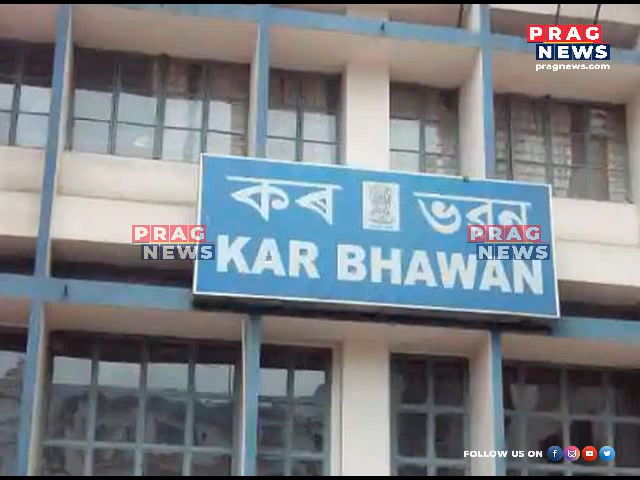 PRAG
NEWS
pragnews.com
কৰ ভৱন
KAR BHAWAN
PRAG
NEWS
PRAG
NEWS
FOLLOW US ON